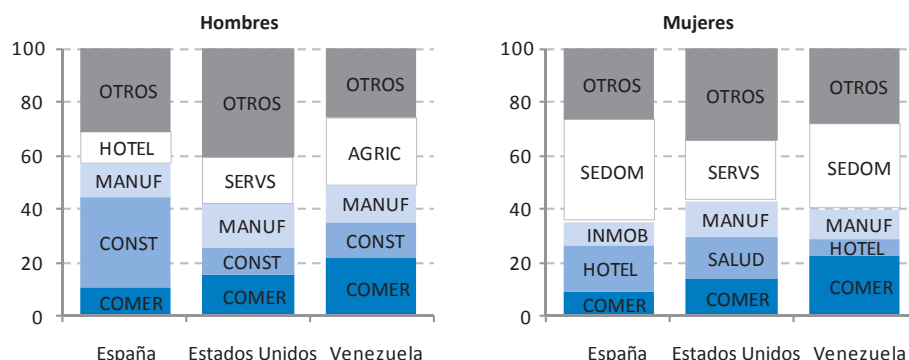 Hombres
100
80
60
40
20
0
OTROS
HOTEL
MANUF
CONST
COMER
OTROS
SERVS
MANUF
CONST
COMER
OTROS
AGRIC
MANUF
CONST
COMER
España Estados Unidos Venezuela
Mujeres
100
80
60
40
20
0
OTROS
SEDOM
INMOB
HOTEL
COMER
OTROS
SERVS
MANUF
SALUD
COMER
OTROS
SEDOM
MANUF
HOTEL
COMER
España Estados Unidos Venezuela